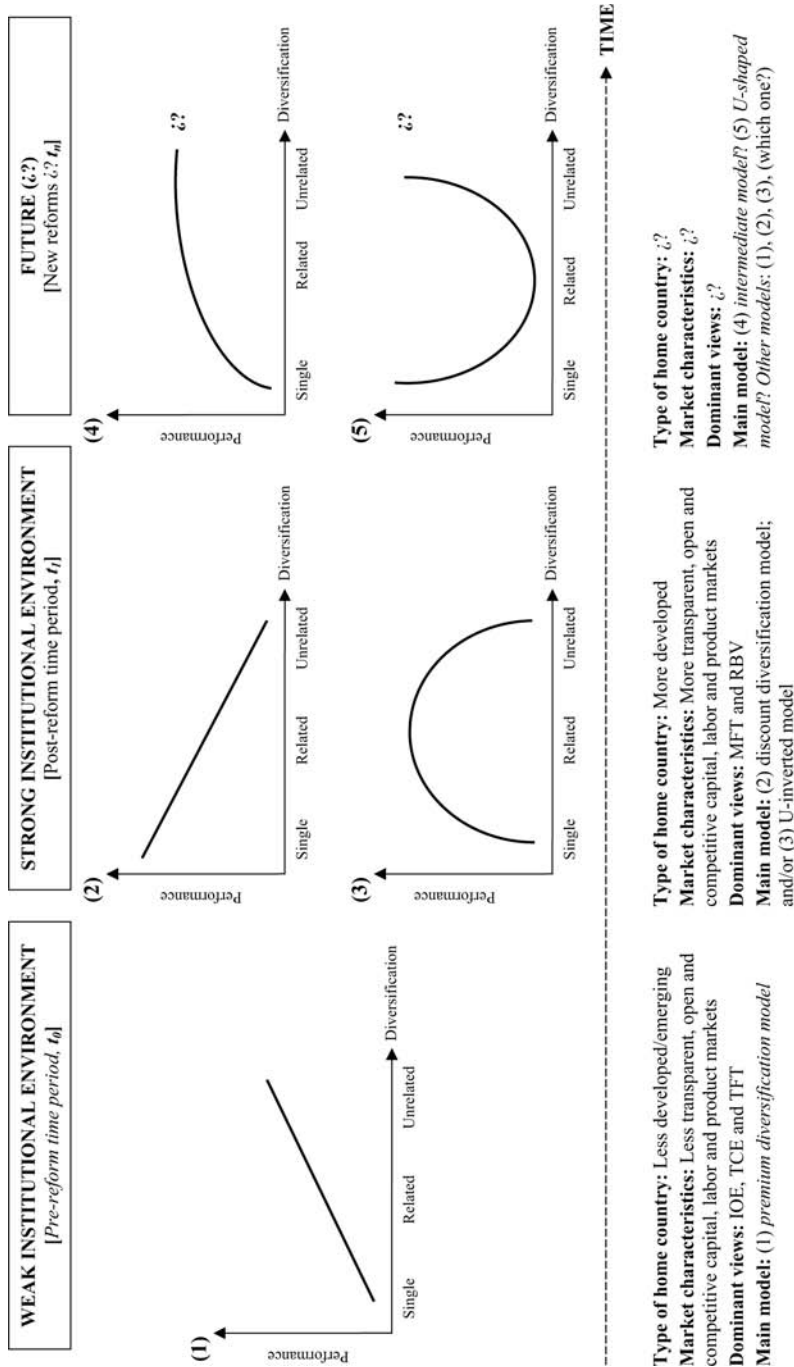 WEAK INSTITUTIONAL ENVIRONMENT
[Pre-reform time period, t0]
(1)
Performance
Single
Related
Unrelated
Diversification
Type of home country: Less developed/emerging
Market characteristics: Less transparent, open and
competitive capital, labor and product markets
Dominant views: IOE, TCE and TFT
Main model: (1) premium diversification model
STRONG INSTITUTIONAL ENVIRONMENT
[Post-reform time period, t1]
(2)
Performance
Single
Related
Unrelated
Diversification
(3)
Performance
Single
Related
Unrelated
Diversification
Type of home country: More developed
Market characteristics: More transparent, open and
competitive capital, labor and product markets
Dominant views: MFT and RBV
Main model: (2) discount diversification model;
and/or (3) U-inverted model
FUTURE (¿?)
[New reforms ¿? tn]
(4)
Performance
¿?
Single
Related
Unrelated
Diversification
(5)
Performance
¿?
Single
Related
Unrelated
Diversification
TIME
Type of home country: ¿?
Market characteristics: ¿?
Dominant views: ¿?
Main model: (4) intermediate model? (5) U-shaped
model? Other models: (1), (2), (3), (which one?)